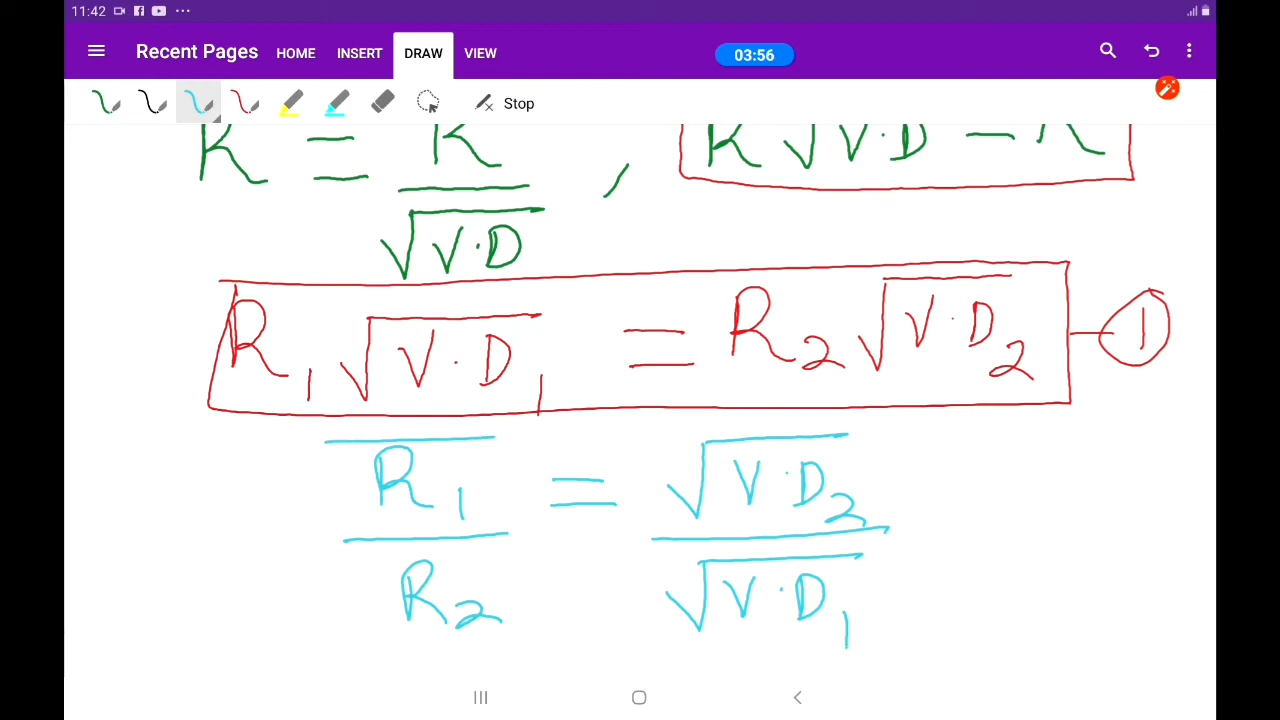 11:42
Recent Pages HOME INSERT DRAW VIEW 03:56
Stop
R = K / √V·D , R √V·D = K
R₁ √V·D₁ = R₂ √V·D₂ — ①
R₁ / R₂ = √V·D₂ / √V·D₁